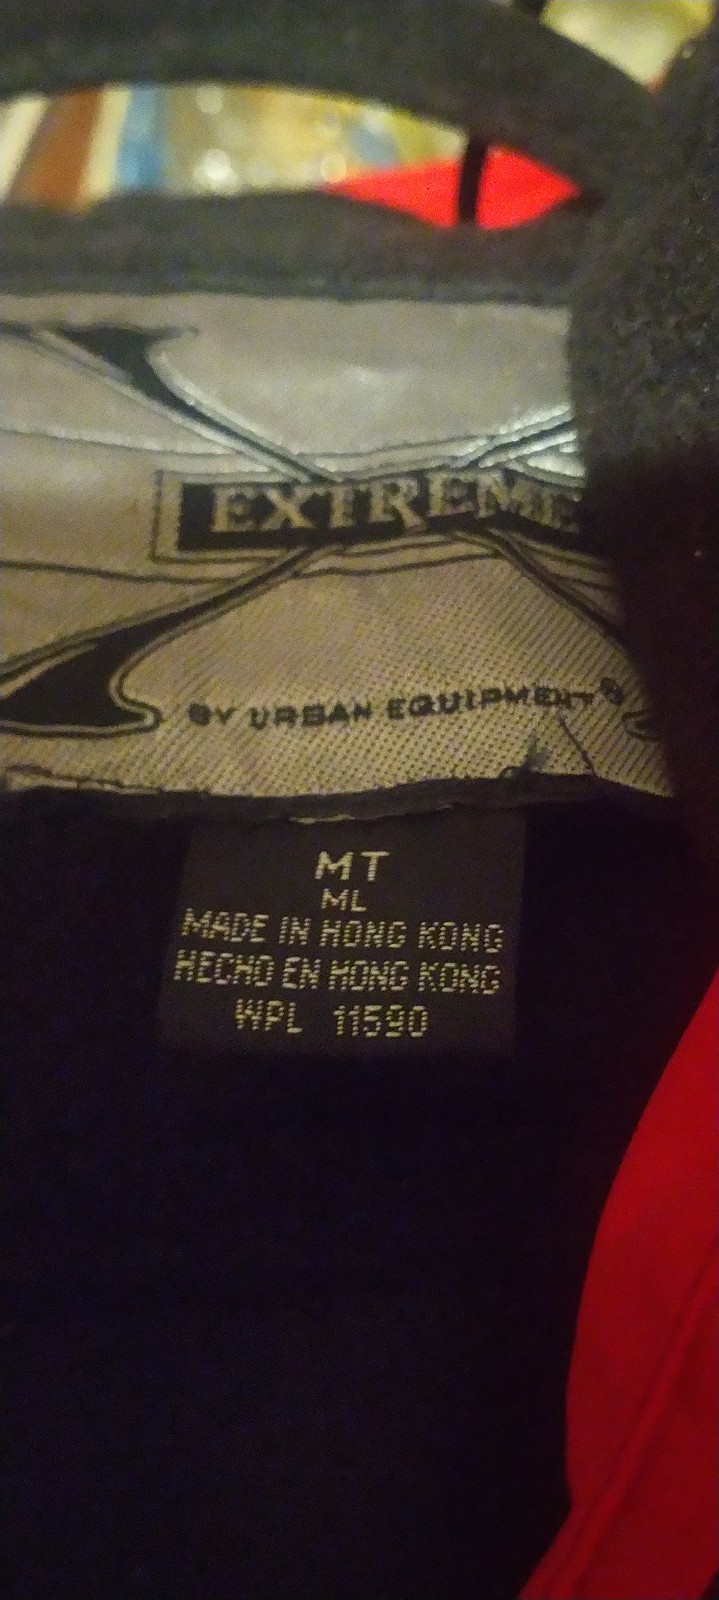 EXTREME
BY URBAN EQUIPMENT®
MT
ML
MADE IN HONG KONG
HECHO EN HONG KONG
WPL 11590